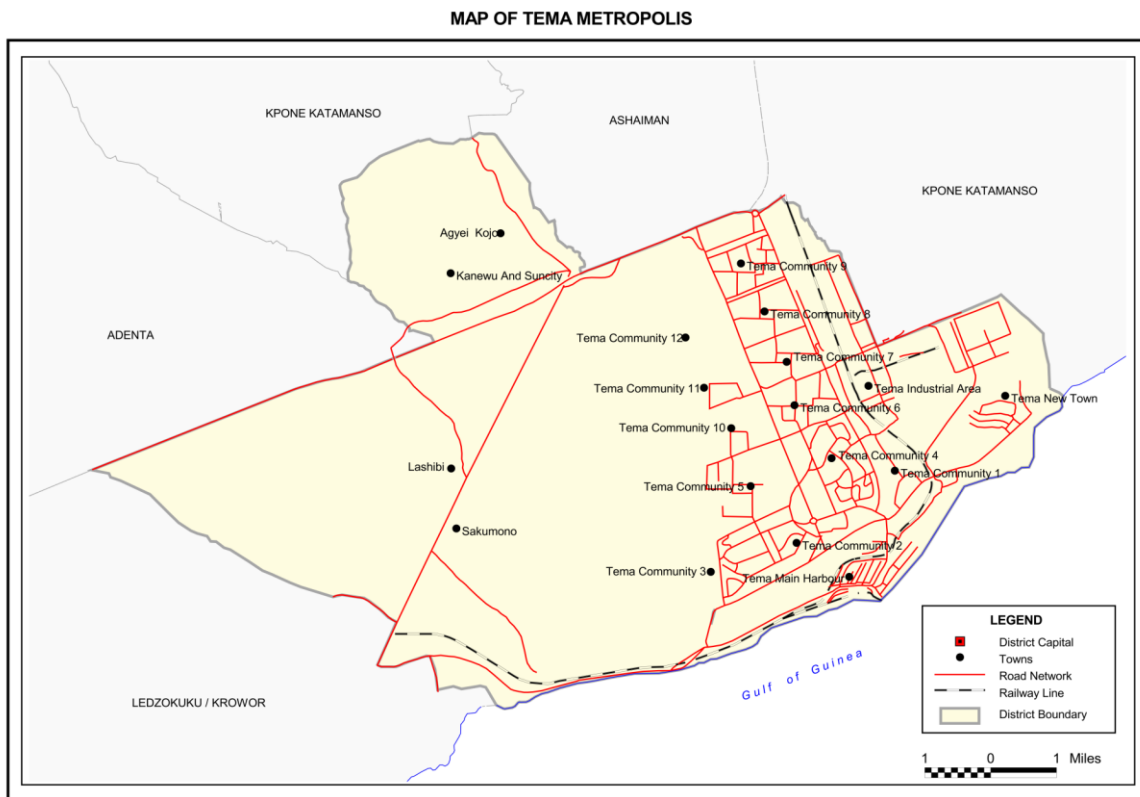 MAP OF TEMA METROPOLIS
KPONE KATAMANSO
ASHAIMAN
KPONE KATAMANSO
Agyei Kojo
Kanewu And Suncity
Tema Community 9
Tema Community 8
ADENTA
Tema Community 12
Tema Community 7
Tema Community 11
Tema Industrial Area
Tema New Town
Tema Community 6
Tema Community 10
Tema Community 4
Lashibi
Tema Community 1
Tema Community 5
Sakumono
Tema Community 2
Tema Community 3
Tema Main Harbour
Gulf of Guinea
LEDZOKUKU / KROWOR
LEGEND
District Capital
Towns
Road Network
Railway Line
District Boundary
1 0 1 Miles